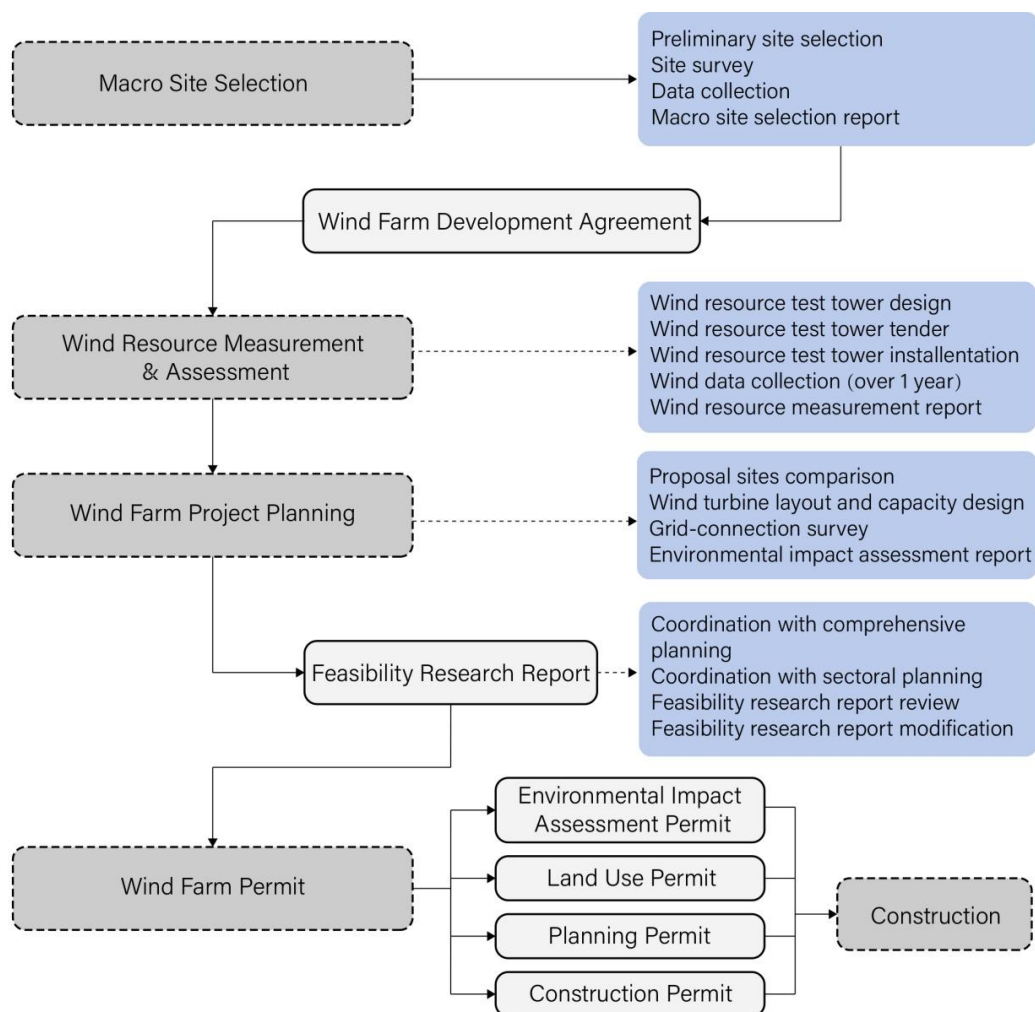 Macro Site Selection
Preliminary site selection
Site survey
Data collection
Macro site selection report
Wind Farm Development Agreement
Wind Resource Measurement
& Assessment
Wind resource test tower design
Wind resource test tower tender
Wind resource test tower installentation
Wind data collection (over 1 year)
Wind resource measurement report
Wind Farm Project Planning
Proposal sites comparison
Wind turbine layout and capacity design
Grid-connection survey
Environmental impact assessment report
Feasibility Research Report
Coordination with comprehensive
planning
Coordination with sectoral planning
Feasibility research report review
Feasibility research report modification
Wind Farm Permit
Environmental Impact
Assessment Permit
Land Use Permit
Planning Permit
Construction Permit
Construction